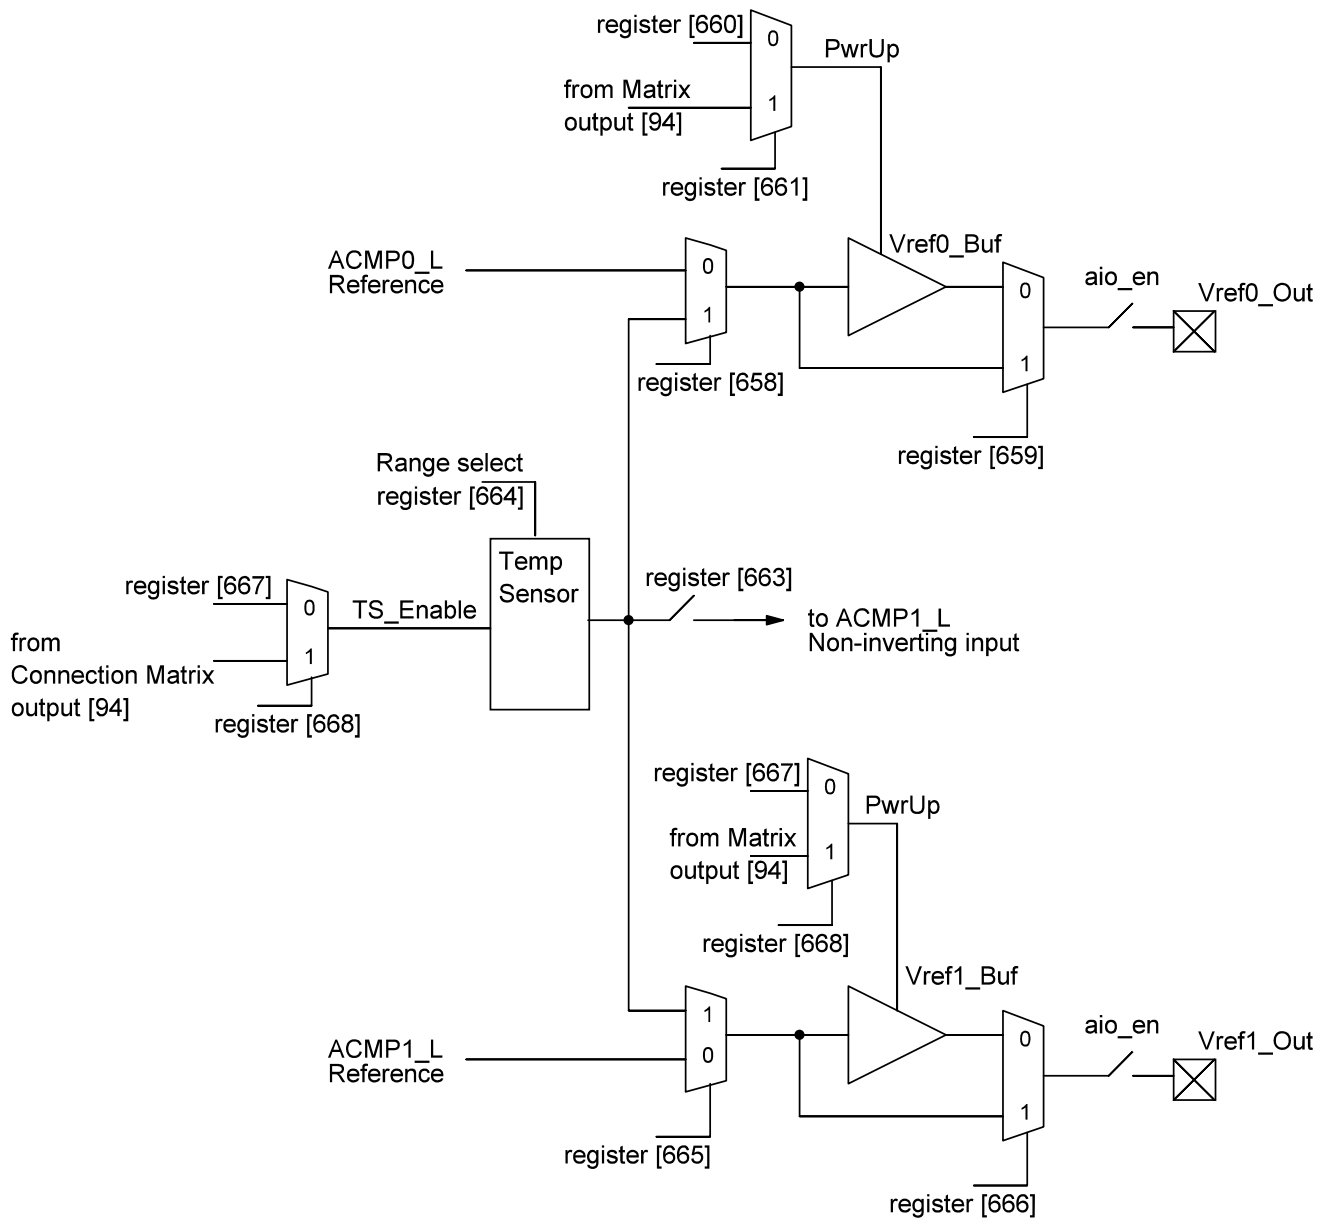 register [660]
0
PwrUp
from Matrix
output [94]
1
register [661]
ACMP0_L
Reference
0
1
register [658]
Vref0_Buf
0
1
register [659]
aio_en
Vref0_Out
Range select
register [664]
Temp
Sensor
register [663]
to ACMP1_L
Non-inverting input
register [667]
0
TS_Enable
from
Connection Matrix
output [94]
1
register [668]
register [667]
0
PwrUp
from Matrix
output [94]
1
register [668]
Vref1_Buf
1
0
ACMP1_L
Reference
register [665]
0
1
register [666]
aio_en
Vref1_Out